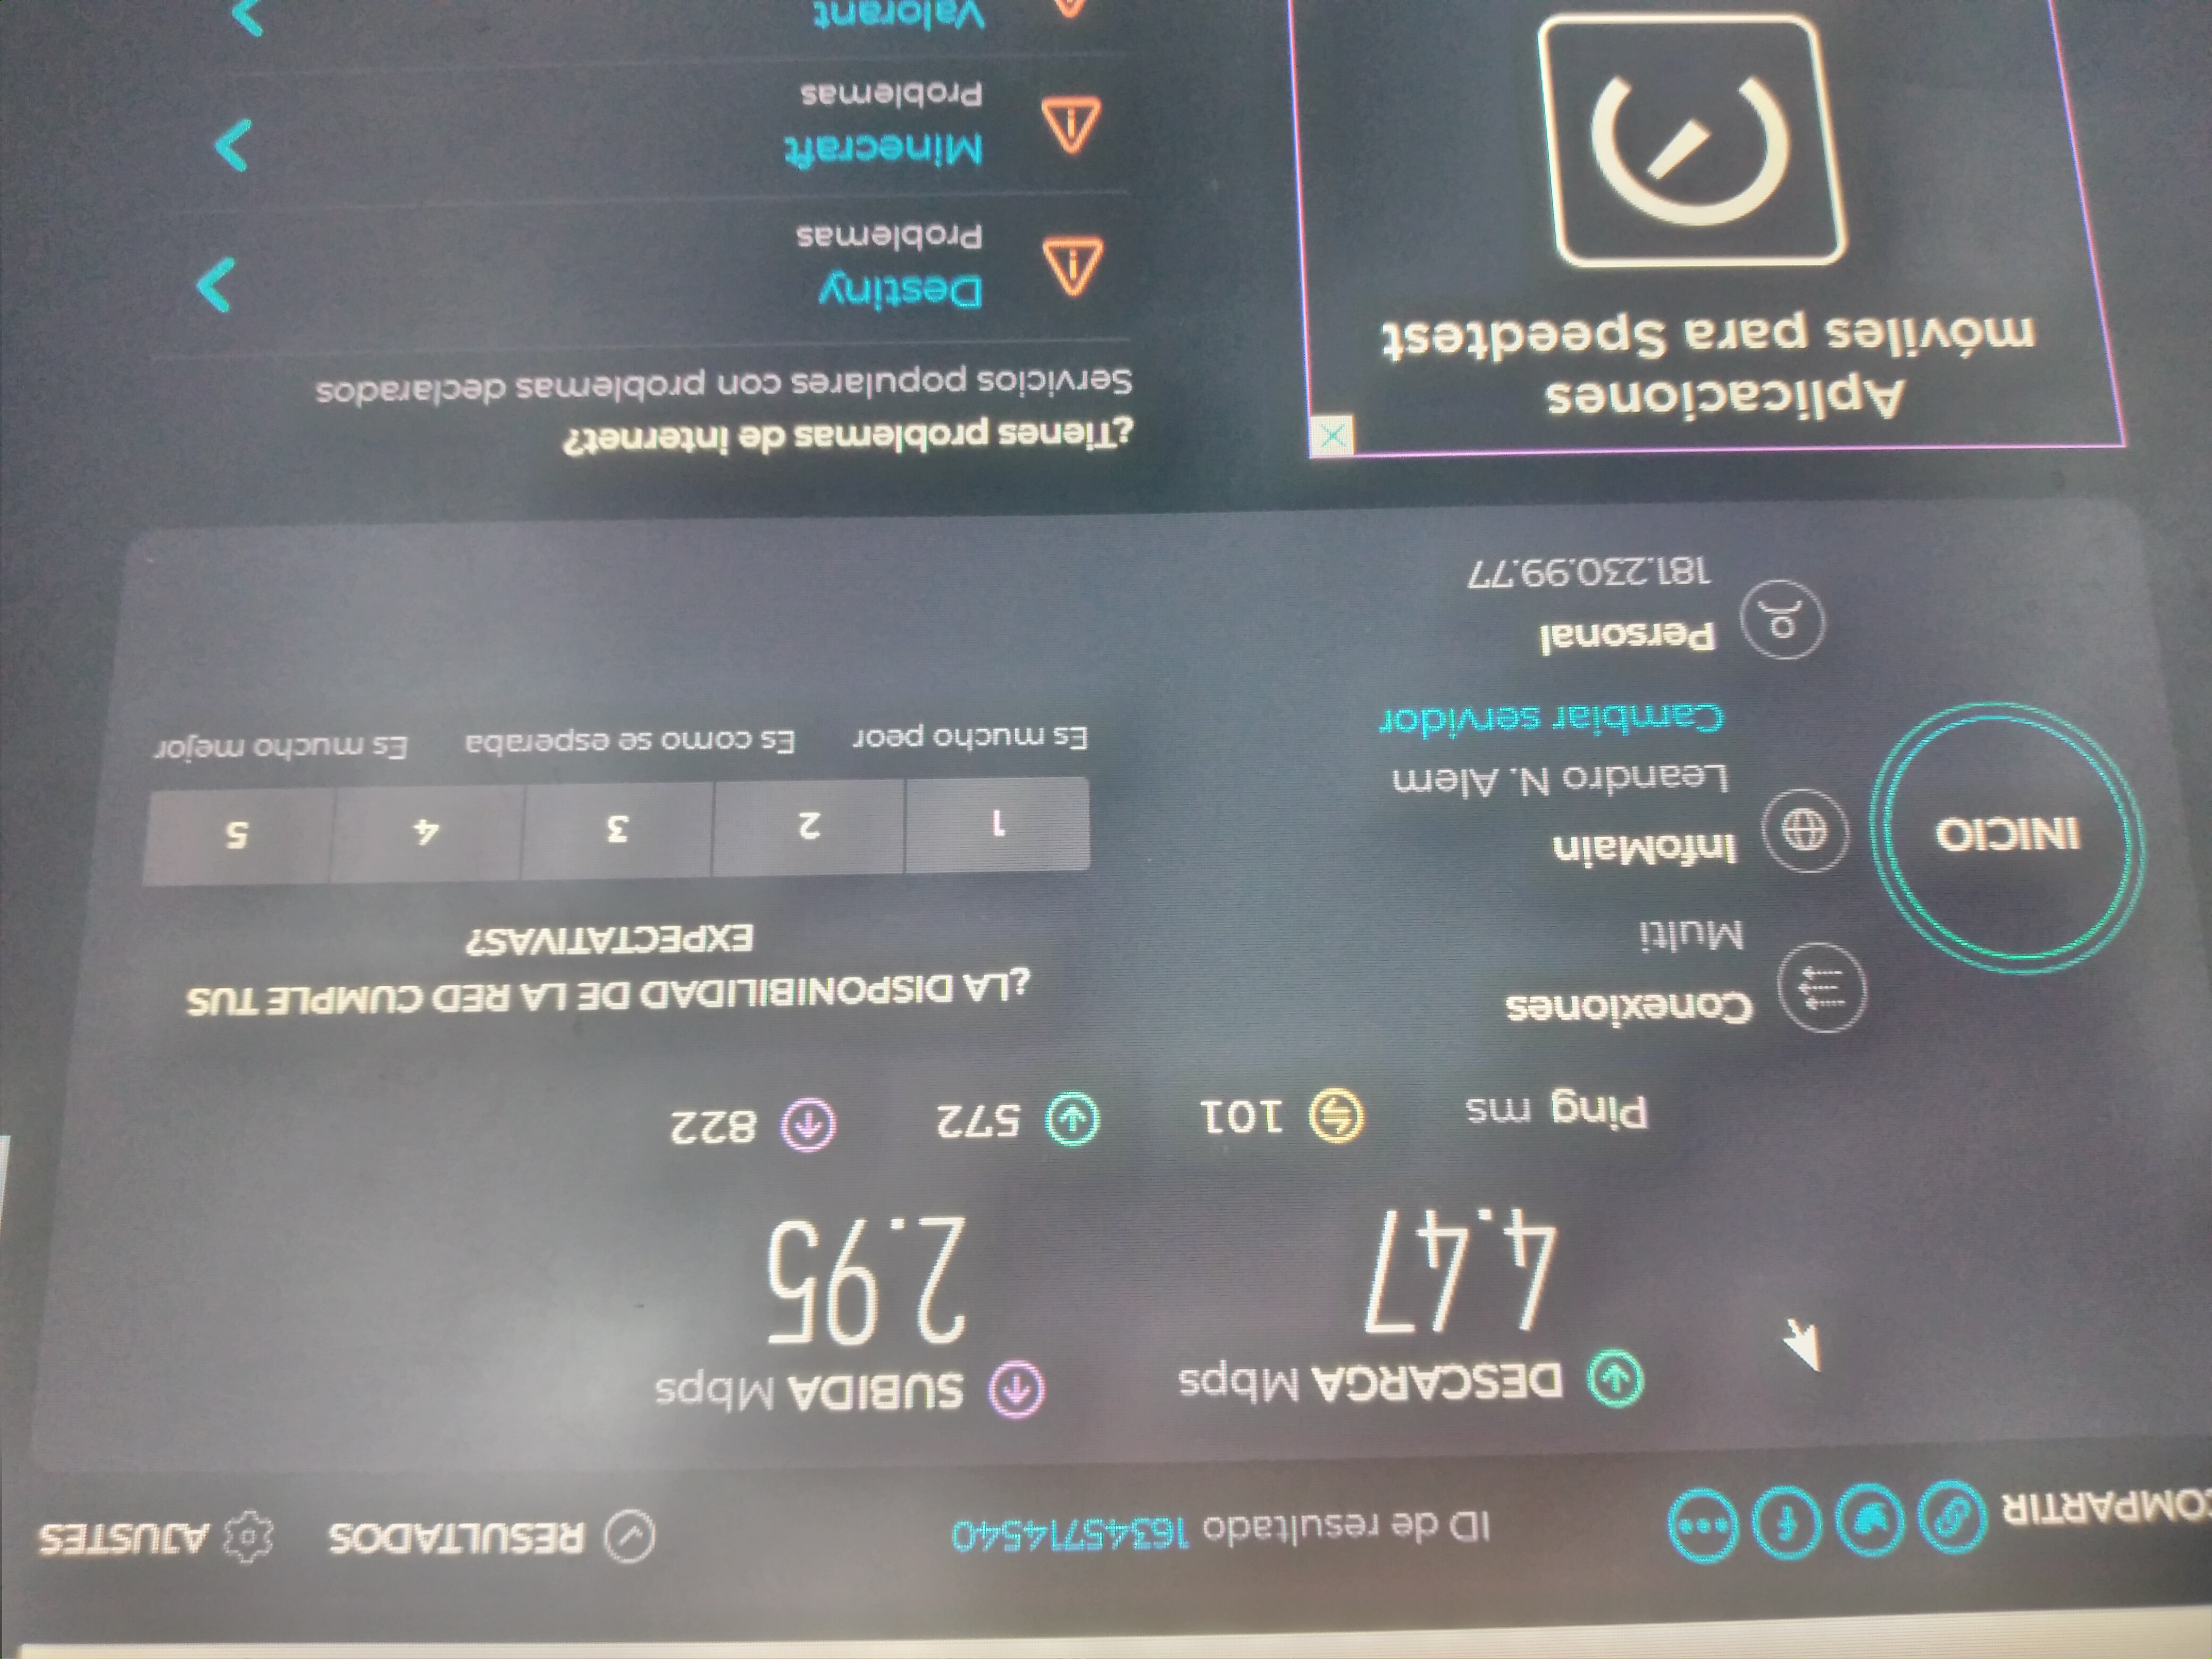 COMPARTIR
ID de resultado 16345714540
RESULTADOS
AJUSTES
DESCARGA Mbps
4.47
SUBIDA Mbps
2.95
Ping ms 101 572 822
Conexiones
Multi
InfoMain
Leandro N. Alem
Cambiar servidor
Personal
181.230.99.77
INICIO
¿LA DISPONIBILIDAD DE LA RED CUMPLE TUS
EXPECTATIVAS?
1 2 3 4 5
Es mucho peor Es como se esperaba Es mucho mejor
Aplicaciones
móviles para Speedtest
¿Tienes problemas de internet?
Servicios populares con problemas declarados
Destiny
Problemas
Minecraft
Problemas
Valorant